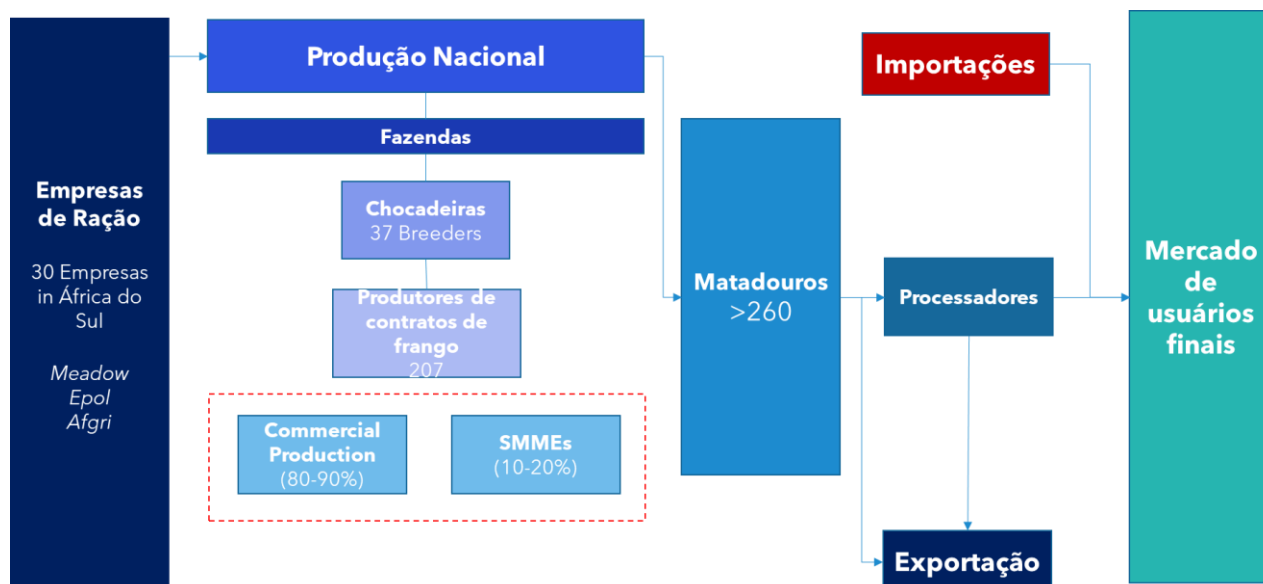 Empresas
de Ração
30 Empresas
in África do
Sul
Meadow
Epol
Afgri
Produção Nacional
Fazendas
Chocadeiras
37 Breeders
Produtores de
contratos de
frango
207
Commercial
Production
(80-90%)
SMMEs
(10-20%)
Matadouros
>260
Importações
Processadores
Exportação
Mercado
de
usuários
finais